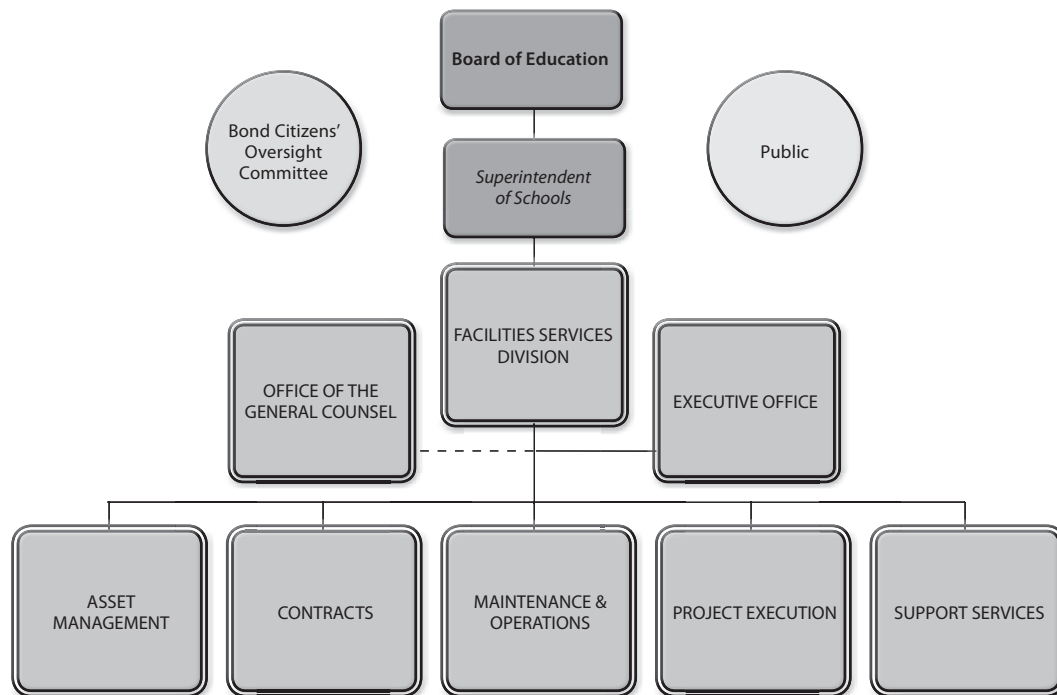 Board of Education
Bond Citizens’
Oversight
Committee
Public
Superintendent
of Schools
FACILITIES SERVICES
DIVISION
OFFICE OF THE
GENERAL COUNSEL
EXECUTIVE OFFICE
ASSET
MANAGEMENT
CONTRACTS
MAINTENANCE &
OPERATIONS
PROJECT EXECUTION
SUPPORT SERVICES